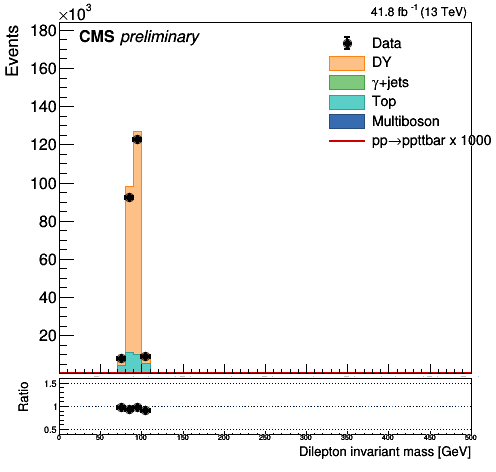 ×10³
41.8 fb⁻¹ (13 TeV)
CMS preliminary
Events
180
160
140
120
100
80
60
40
20
Data
DY
γ+jets
Top
Multiboson
pp→ppttbar x 1000
Ratio
1.5
1
0.5
0 50 100 150 200 250 300 350 400 450 500
Dilepton invariant mass [GeV]